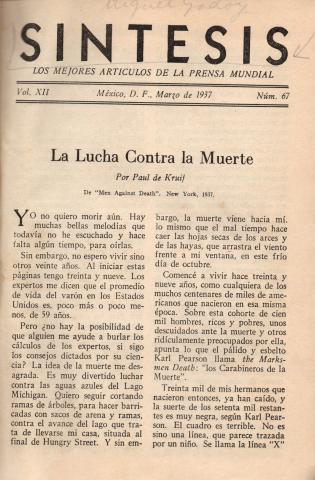 Miguel Godoy
SINTESIS
LOS MEJORES ARTICULOS DE LA PRENSA MUNDIAL
Vol. XII México, D. F., Marzo de 1937 Núm. 67
La Lucha Contra la Muerte
Por Paul de Kruif
De "Men Against Death". New York, 1937.
YO no quiero morir aún. Hay
muchas bellas melodías que
todavía no he escuchado y hace
falta algún tiempo, para oírlas.
Sin embargo, no espero vivir sino
otros veinte años. Al iniciar estas
páginas tengo treinta y nueve. Los
expertos me dicen que el promedio
de vida del varón en los Estados
Unidos es, poco más o poco me-
nos, de 59 años.
Pero ¿no hay la posibilidad de
que alguien me ayude a burlar los
cálculos de los expertos, si sigo
los consejos dictados por su cien-
cia? La idea de la muerte me des-
agrada. Es muy divertido luchar
contra las aguas azules del Lago
Michigan. Quiero seguir cortando
ramas de árboles, para hacer barri-
cadas con sacos de arena y ramas,
contra el avance del lago que tra-
ta de llevarse mi casa, situada al
final de Hungry Street. Y sin em-
bargo, la muerte viene hacia mí,
lo mismo que el mal tiempo hace
caer las hojas secas de los arces y
de las hayas, que arrastra el viento
frente a mi ventana, en este frío
día de octubre.
Comencé a vivir hace treinta y
nueve años, como cualquiera de los
muchos centenares de miles de ame-
ricanos que nacieron en esa misma
época. Sobre esta cohorte de cien
mil hombres, ricos y pobres, unos
descuidados ante la muerte y otros
ridículamente preocupados por ella,
apunta lo que el pálido y esbelto
Karl Pearson llama the Marks-
men Death: "los Carabineros de la
Muerte".
Treinta mil de mis hermanos que
nacieron entonces, ya han caído, y
la suerte de los setenta mil restan-
tes es muy negra, según Karl Pear-
son. El cuadro es terrible. No es
sino una línea, que parece trazada
por un niño. Se llama la línea "X"